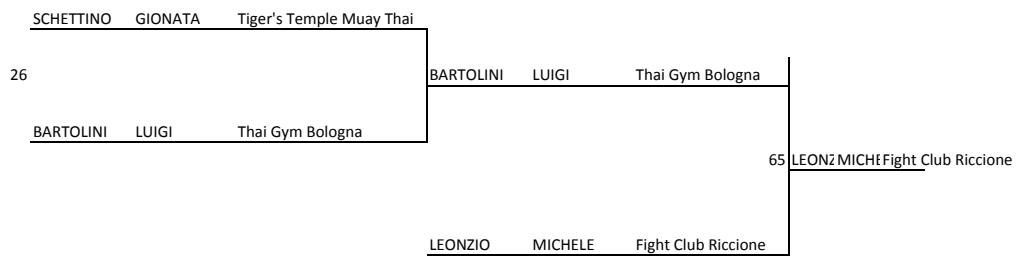 SCHETTINO GIONATA Tiger's Temple Muay Thai
26 BARTOLINI LUIGI Thai Gym Bologna
BARTOLINI LUIGI Thai Gym Bologna
65 LEONZ MICHE Fight Club Riccione
LEONZIO MICHELE Fight Club Riccione